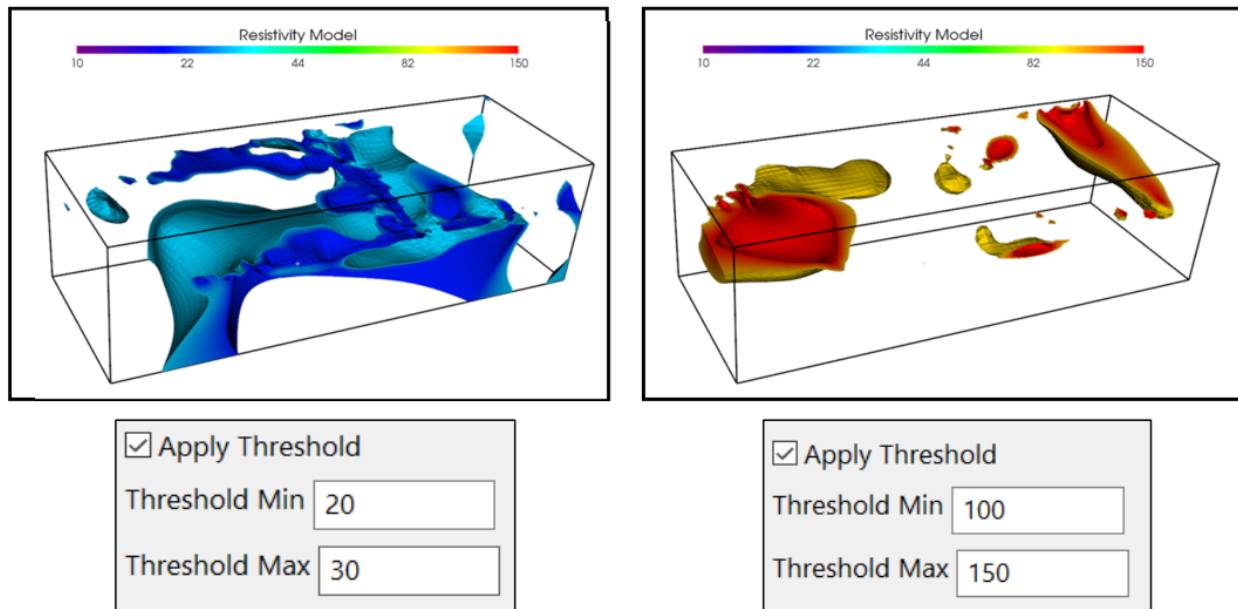 Resistivity Model
10 22 44 82 150
Resistivity Model
10 22 44 82 150
Apply Threshold
Threshold Min 20
Threshold Max 30
Apply Threshold
Threshold Min 100
Threshold Max 150